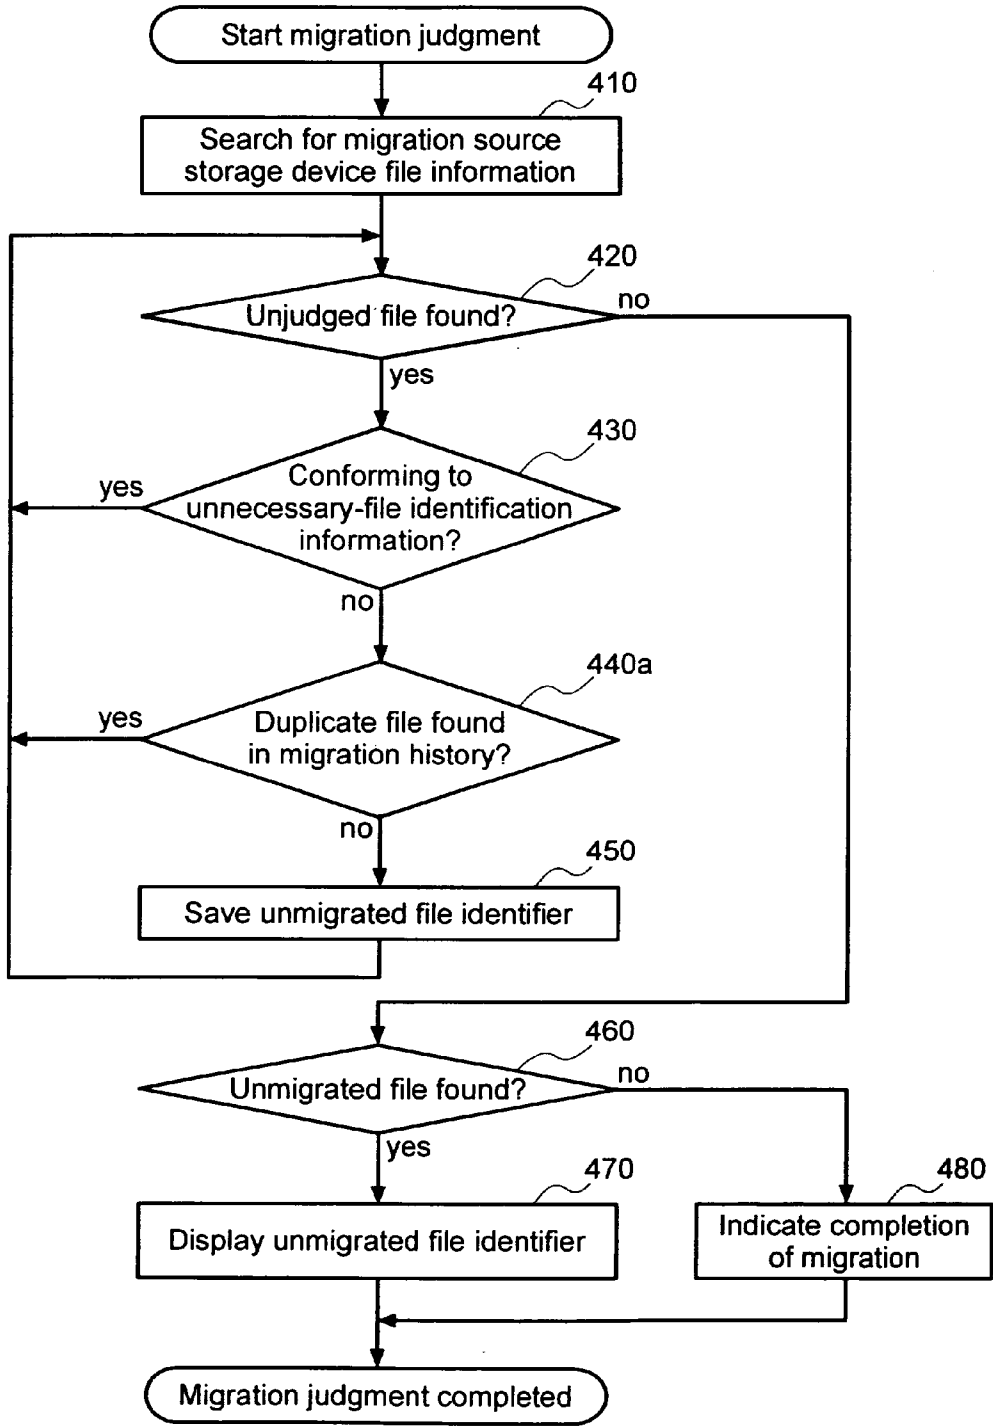 Start migration judgment
410
Search for migration source
storage device file information
420
Unjudged file found?
no
yes
430
Conforming to
unnecessary-file identification
information?
yes
no
440a
Duplicate file found
in migration history?
yes
no
450
Save unmigrated file identifier
460
Unmigrated file found?
no
yes
470
Display unmigrated file identifier
480
Indicate completion
of migration
Migration judgment completed